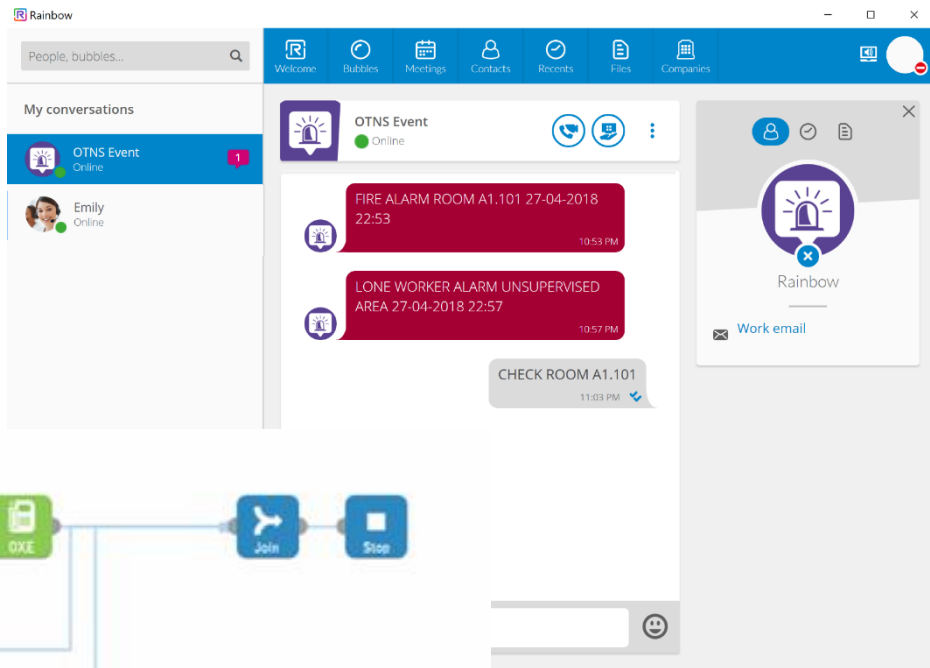 Rainbow
People, bubbles...
Welcome
Bubbles
Meetings
Contacts
Recents
Files
Companies
My conversations
OTNS Event
Online
1
Emily
Online
OTNS Event
Online
FIRE ALARM ROOM A1.101 27-04-2018
22:53
10:53 PM
LONE WORKER ALARM UNSUPERVISED
AREA 27-04-2018 22:57
10:57 PM
CHECK ROOM A1.101
11:03 PM
Rainbow
Work email
OXE
Join
Stop